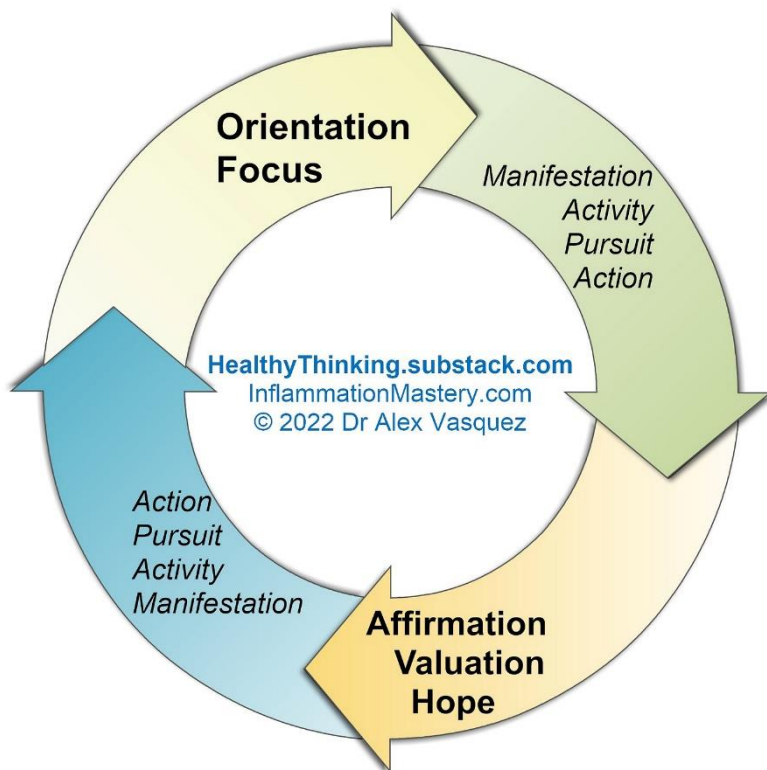 Orientation
Focus
Manifestation
Activity
Pursuit
Action
HealthyThinking.substack.com
InflammationMastery.com
© 2022 Dr Alex Vasquez
Action
Pursuit
Activity
Manifestation
Affirmation
Valuation
Hope